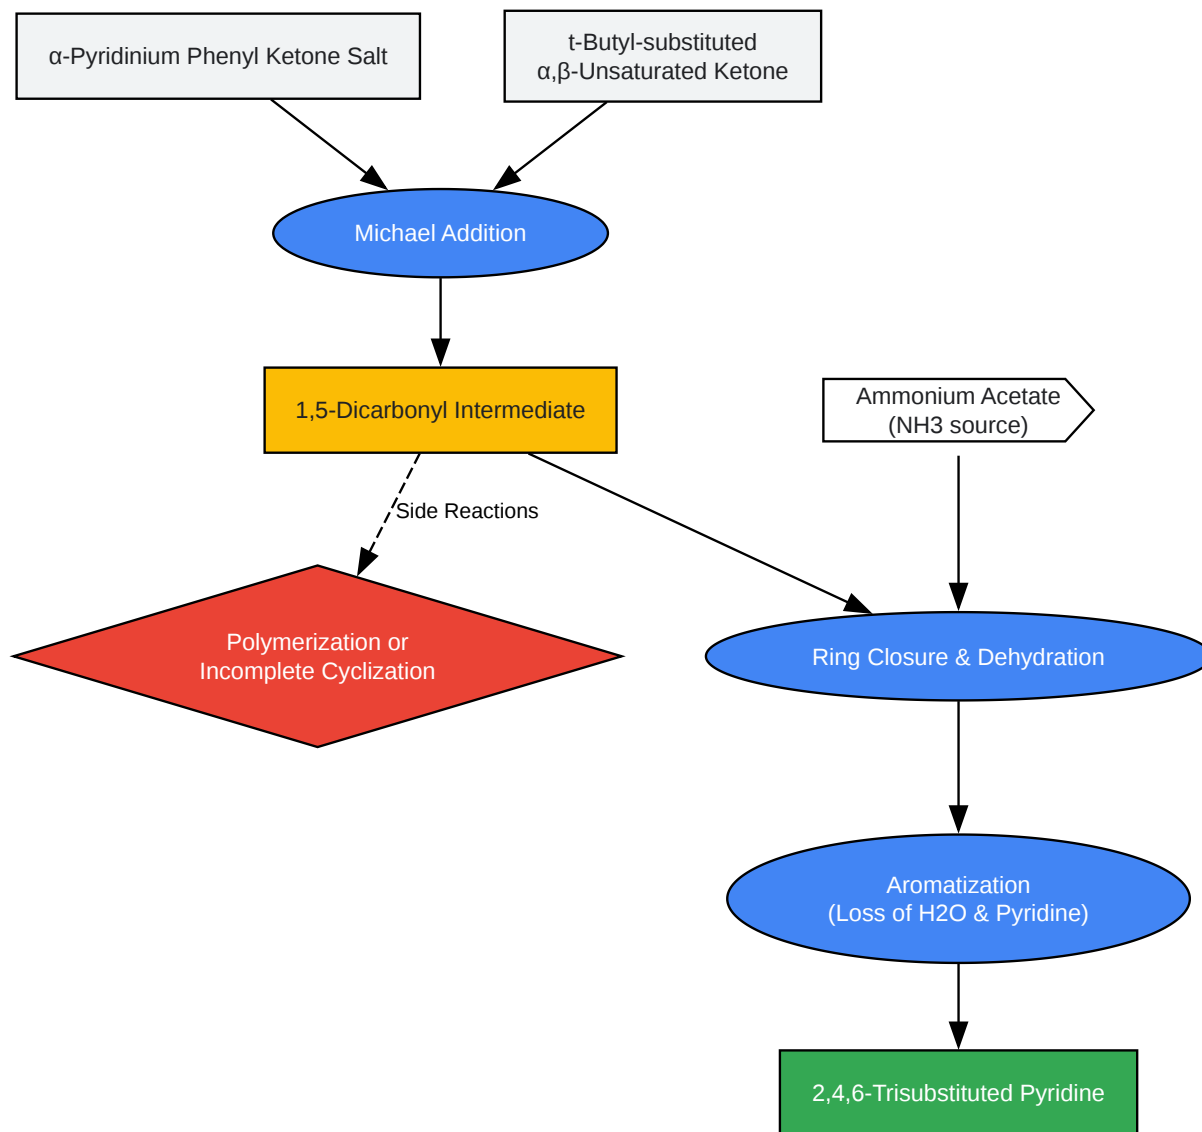 α-Pyridinium Phenyl Ketone Salt
t-Butyl-substituted
α,β-Unsaturated Ketone
Michael Addition
1,5-Dicarbonyl Intermediate
Ammonium Acetate
(NH3 source)
Side Reactions
Polymerization or
Incomplete Cyclization
Ring Closure & Dehydration
Aromatization
(Loss of H2O & Pyridine)
2,4,6-Trisubstituted Pyridine